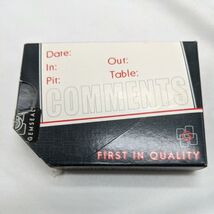 Date:
In: Out:
Pit: Table:
COMMENTS
GEMSEAL
FIRST IN QUALITY